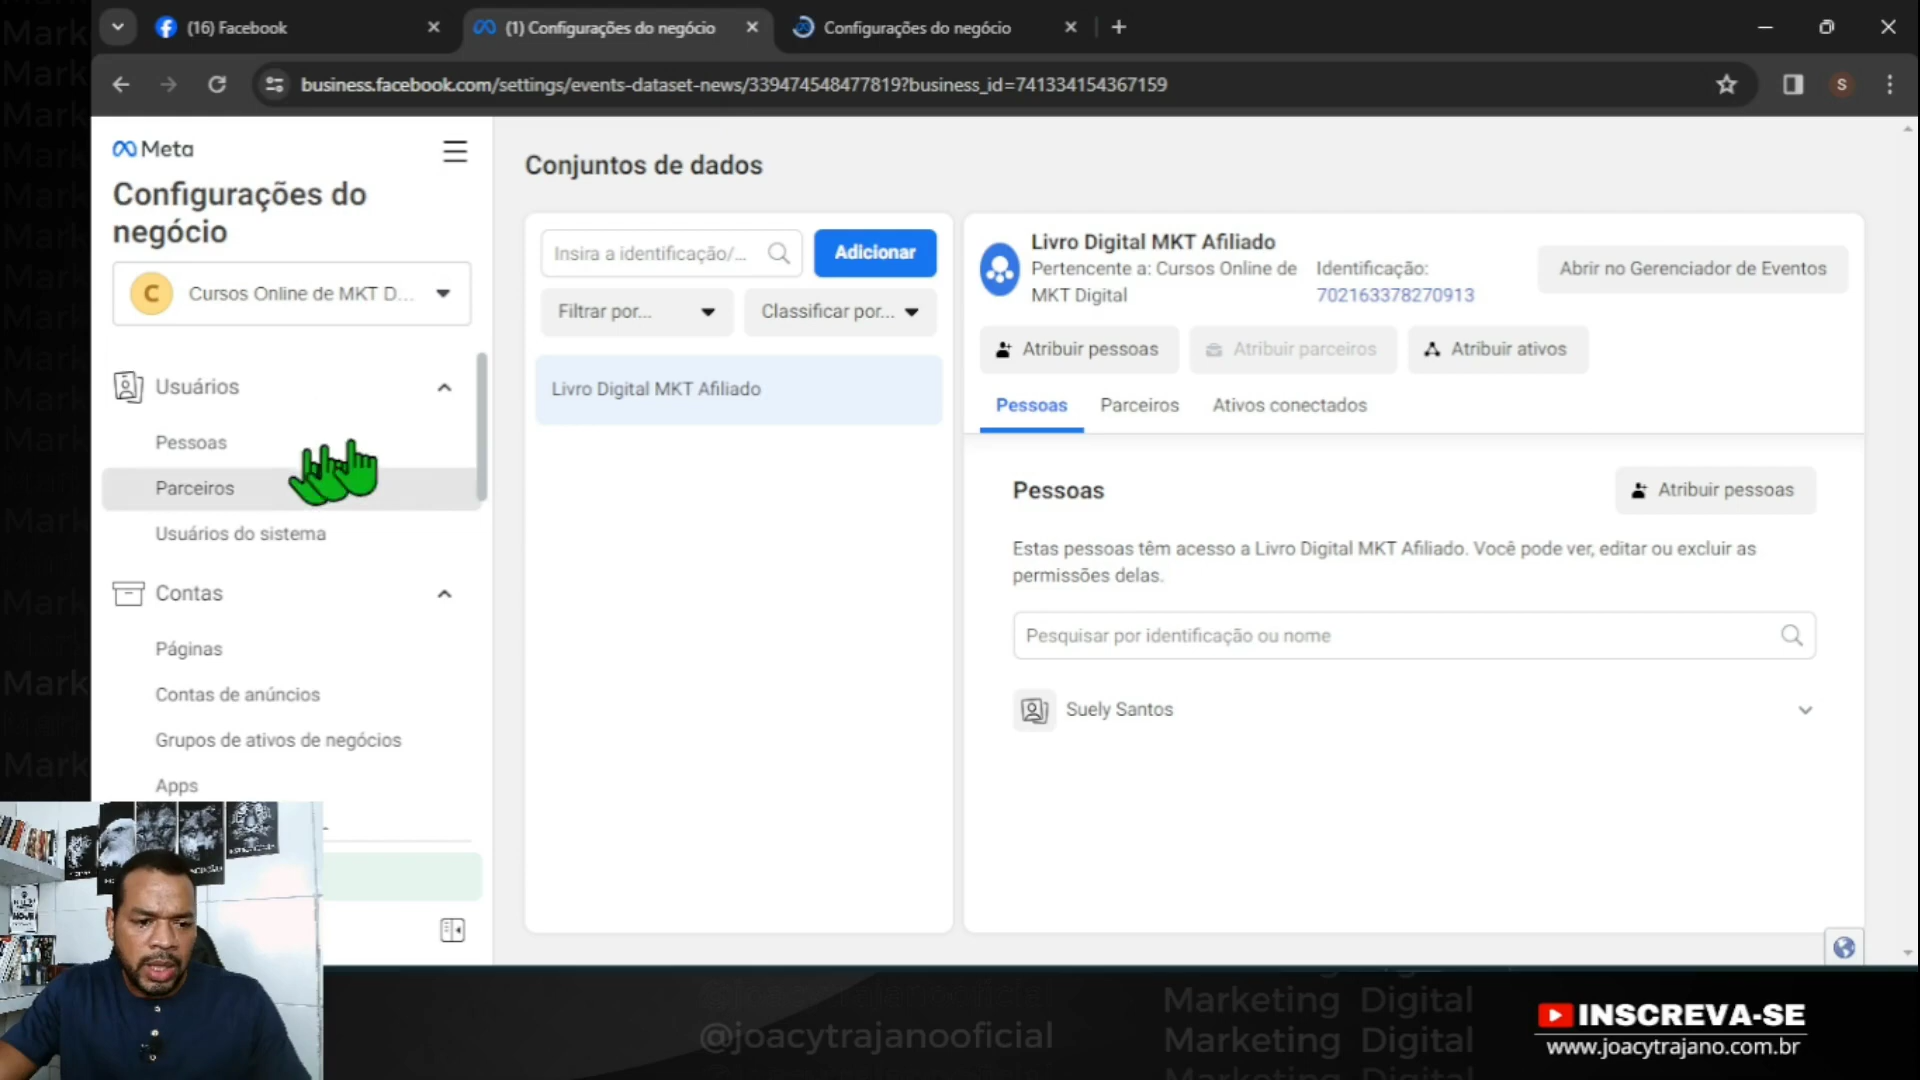 (16) Facebook
(1) Configurações do negócio
Configurações do negócio
business.facebook.com/settings/events-dataset-news/339474548477819?business_id=741334154367159
S
Meta
Configurações do
negócio
C
Cursos Online de MKT D...
Usuários
Pessoas
Parceiros
Usuários do sistema
Contas
Páginas
Contas de anúncios
Grupos de ativos de negócios
Apps
Conjuntos de dados
Insira a identificação/...
Adicionar
Filtrar por...
Classificar por...
Livro Digital MKT Afiliado
Livro Digital MKT Afiliado
Pertencente a: Cursos Online de
MKT Digital
Identificação:
702163378270913
Abrir no Gerenciador de Eventos
Atribuir pessoas
Atribuir parceiros
Atribuir ativos
Pessoas
Parceiros
Ativos conectados
Pessoas
Atribuir pessoas
Estas pessoas têm acesso a Livro Digital MKT Afiliado. Você pode ver, editar ou excluir as
permissões delas.
Pesquisar por identificação ou nome
Suely Santos
@joacytrajanooficial
Marketing Digital
Marketing Digital
INSCREVA-SE
www.joacytrajano.com.br